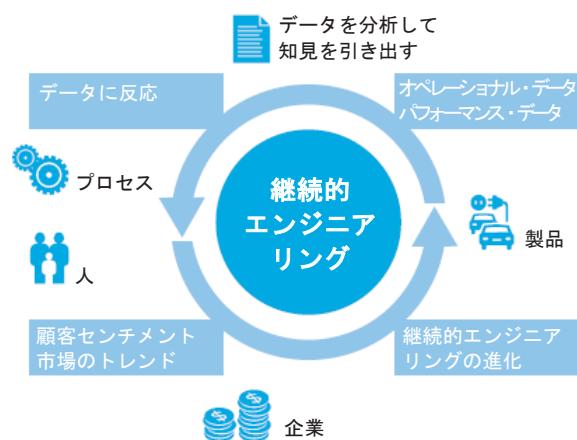 データを分析して
知見を引き出す
データに反応
オペレーショナル・データ
パフォーマンス・データ
プロセス
継続的
エンジニア
リング
製品
人
顧客センチメント
市場のトレンド
継続的エンジニア
リングの進化
企業
$
$